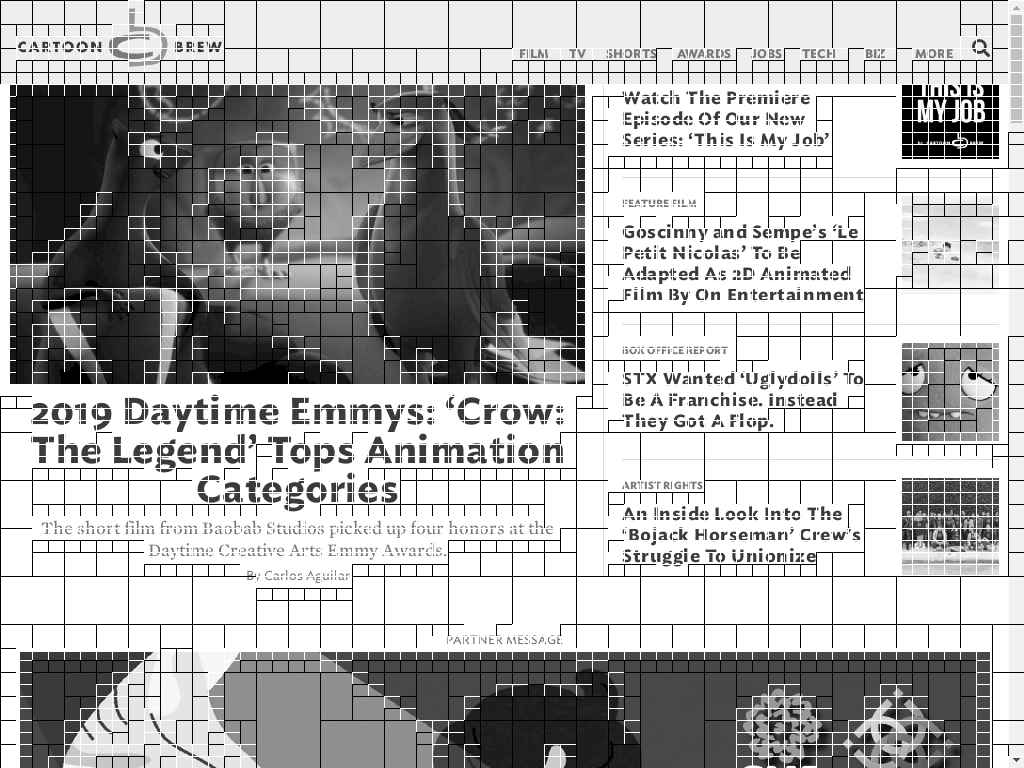 CARTOON BREW
FILM TV SHORTS AWARDS JOBS TECH BIZ MORE
Watch The Premiere
Episode Of Our New
Series: ‘This Is My Job’
THIS IS
MY JOB
by CARTOON BREW
FEATURE FILM
Goscinny and Sempe’s ‘Le
Petit Nicolas’ To Be
Adapted As 2D Animated
Film By On Entertainment
BOX OFFICE REPORT
STX Wanted ‘Uglydolls’ To
Be A Franchise. Instead
They Got A Flop.
ARTIST RIGHTS
An Inside Look Into The
‘Bojack Horseman’ Crew’s
Struggle To Unionize
2019 Daytime Emmys: ‘Crow:
The Legend’ Tops Animation
Categories
The short film from Baobab Studios picked up four honors at the
Daytime Creative Arts Emmy Awards.
By Carlos Aguilar
PARTNER MESSAGE